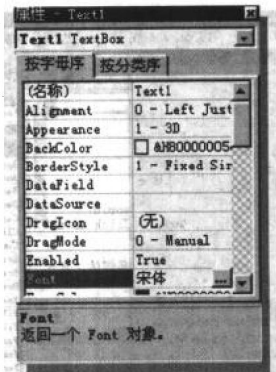 属性 - Text1
Text1 TextBox
按字母序 按分类序
(名称) Text1
Alignment 0 - Left Just
Appearance 1 - 3D
BackColor &H80000005&
BorderStyle 1 - Fixed Sin
DataField
DataSource
DragIcon (无)
DragMode 0 - Manual
Enabled True
Font 宋体 ...
Font
返回一个 Font 对象。